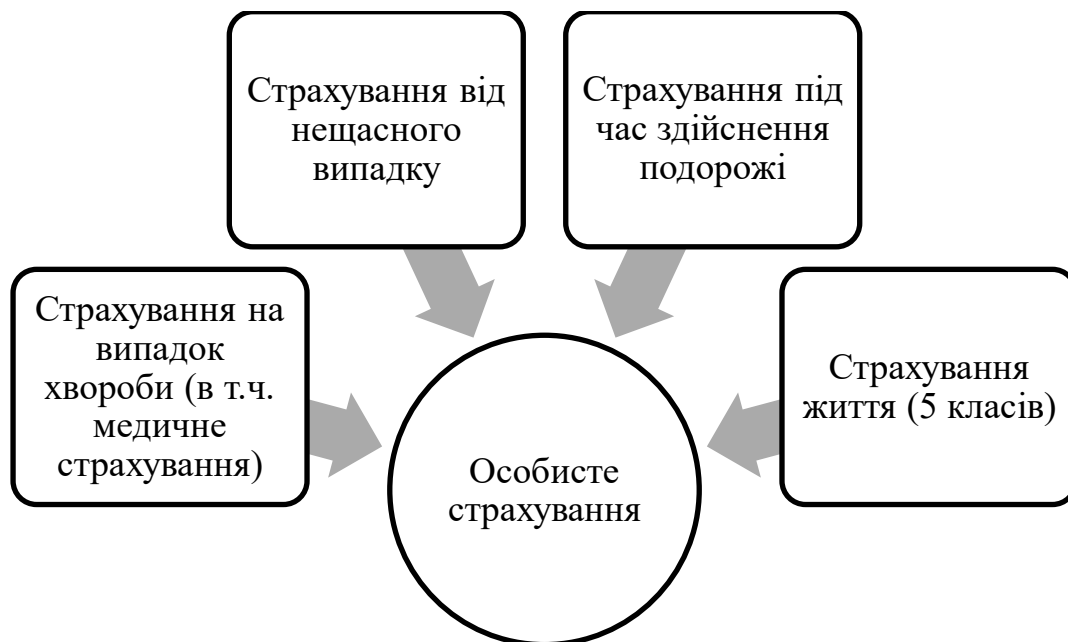 Страхування від
нещасного
випадку
Страхування під
час здійснення
подорожі
Страхування на
випадок
хвороби (в т.ч.
медичне
страхування)
Страхування
життя (5 класів)
Особисте
страхування